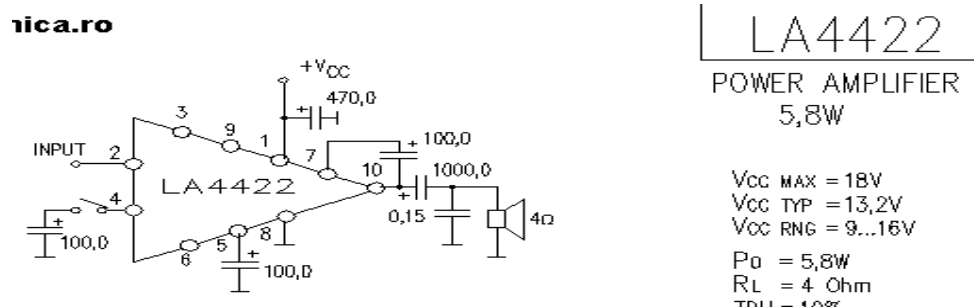 nica.ro
LA4422
POWER AMPLIFIER
5,8W
+VCC
470,0
+
3
9
1
7
100,0
+
INPUT
2
10
1000,0
+
LA4422
4
0,15
4Ω
+
100,0
6
5
8
+
100,0
VCC MAX = 18V
VCC TYP = 13,2V
VCC RNG = 9...16V
Po = 5,8W
RL = 4 Ohm
THD = 10%